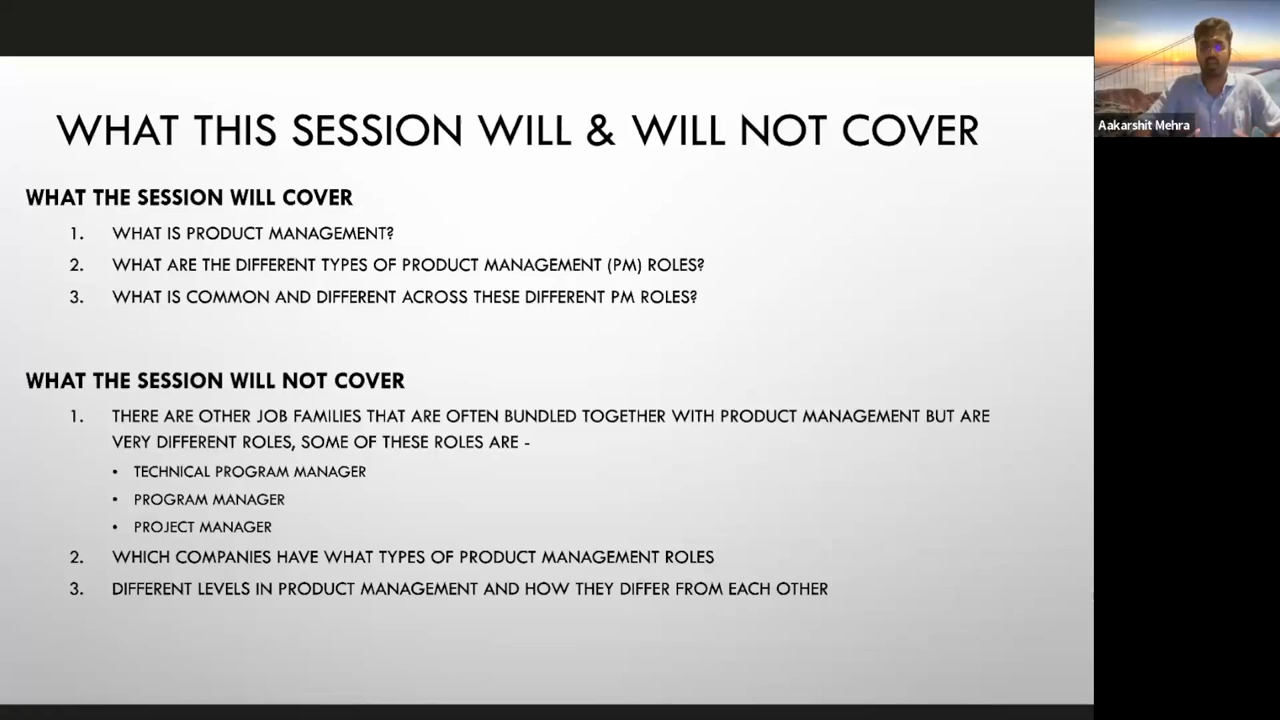 WHAT THIS SESSION WILL & WILL NOT COVER
WHAT THE SESSION WILL COVER
1. WHAT IS PRODUCT MANAGEMENT?
2. WHAT ARE THE DIFFERENT TYPES OF PRODUCT MANAGEMENT (PM) ROLES?
3. WHAT IS COMMON AND DIFFERENT ACROSS THESE DIFFERENT PM ROLES?
WHAT THE SESSION WILL NOT COVER
1. THERE ARE OTHER JOB FAMILIES THAT ARE OFTEN BUNDLED TOGETHER WITH PRODUCT MANAGEMENT BUT ARE
VERY DIFFERENT ROLES, SOME OF THESE ROLES ARE -
• TECHNICAL PROGRAM MANAGER
• PROGRAM MANAGER
• PROJECT MANAGER
2. WHICH COMPANIES HAVE WHAT TYPES OF PRODUCT MANAGEMENT ROLES
3. DIFFERENT LEVELS IN PRODUCT MANAGEMENT AND HOW THEY DIFFER FROM EACH OTHER
Aakarshit Mehra